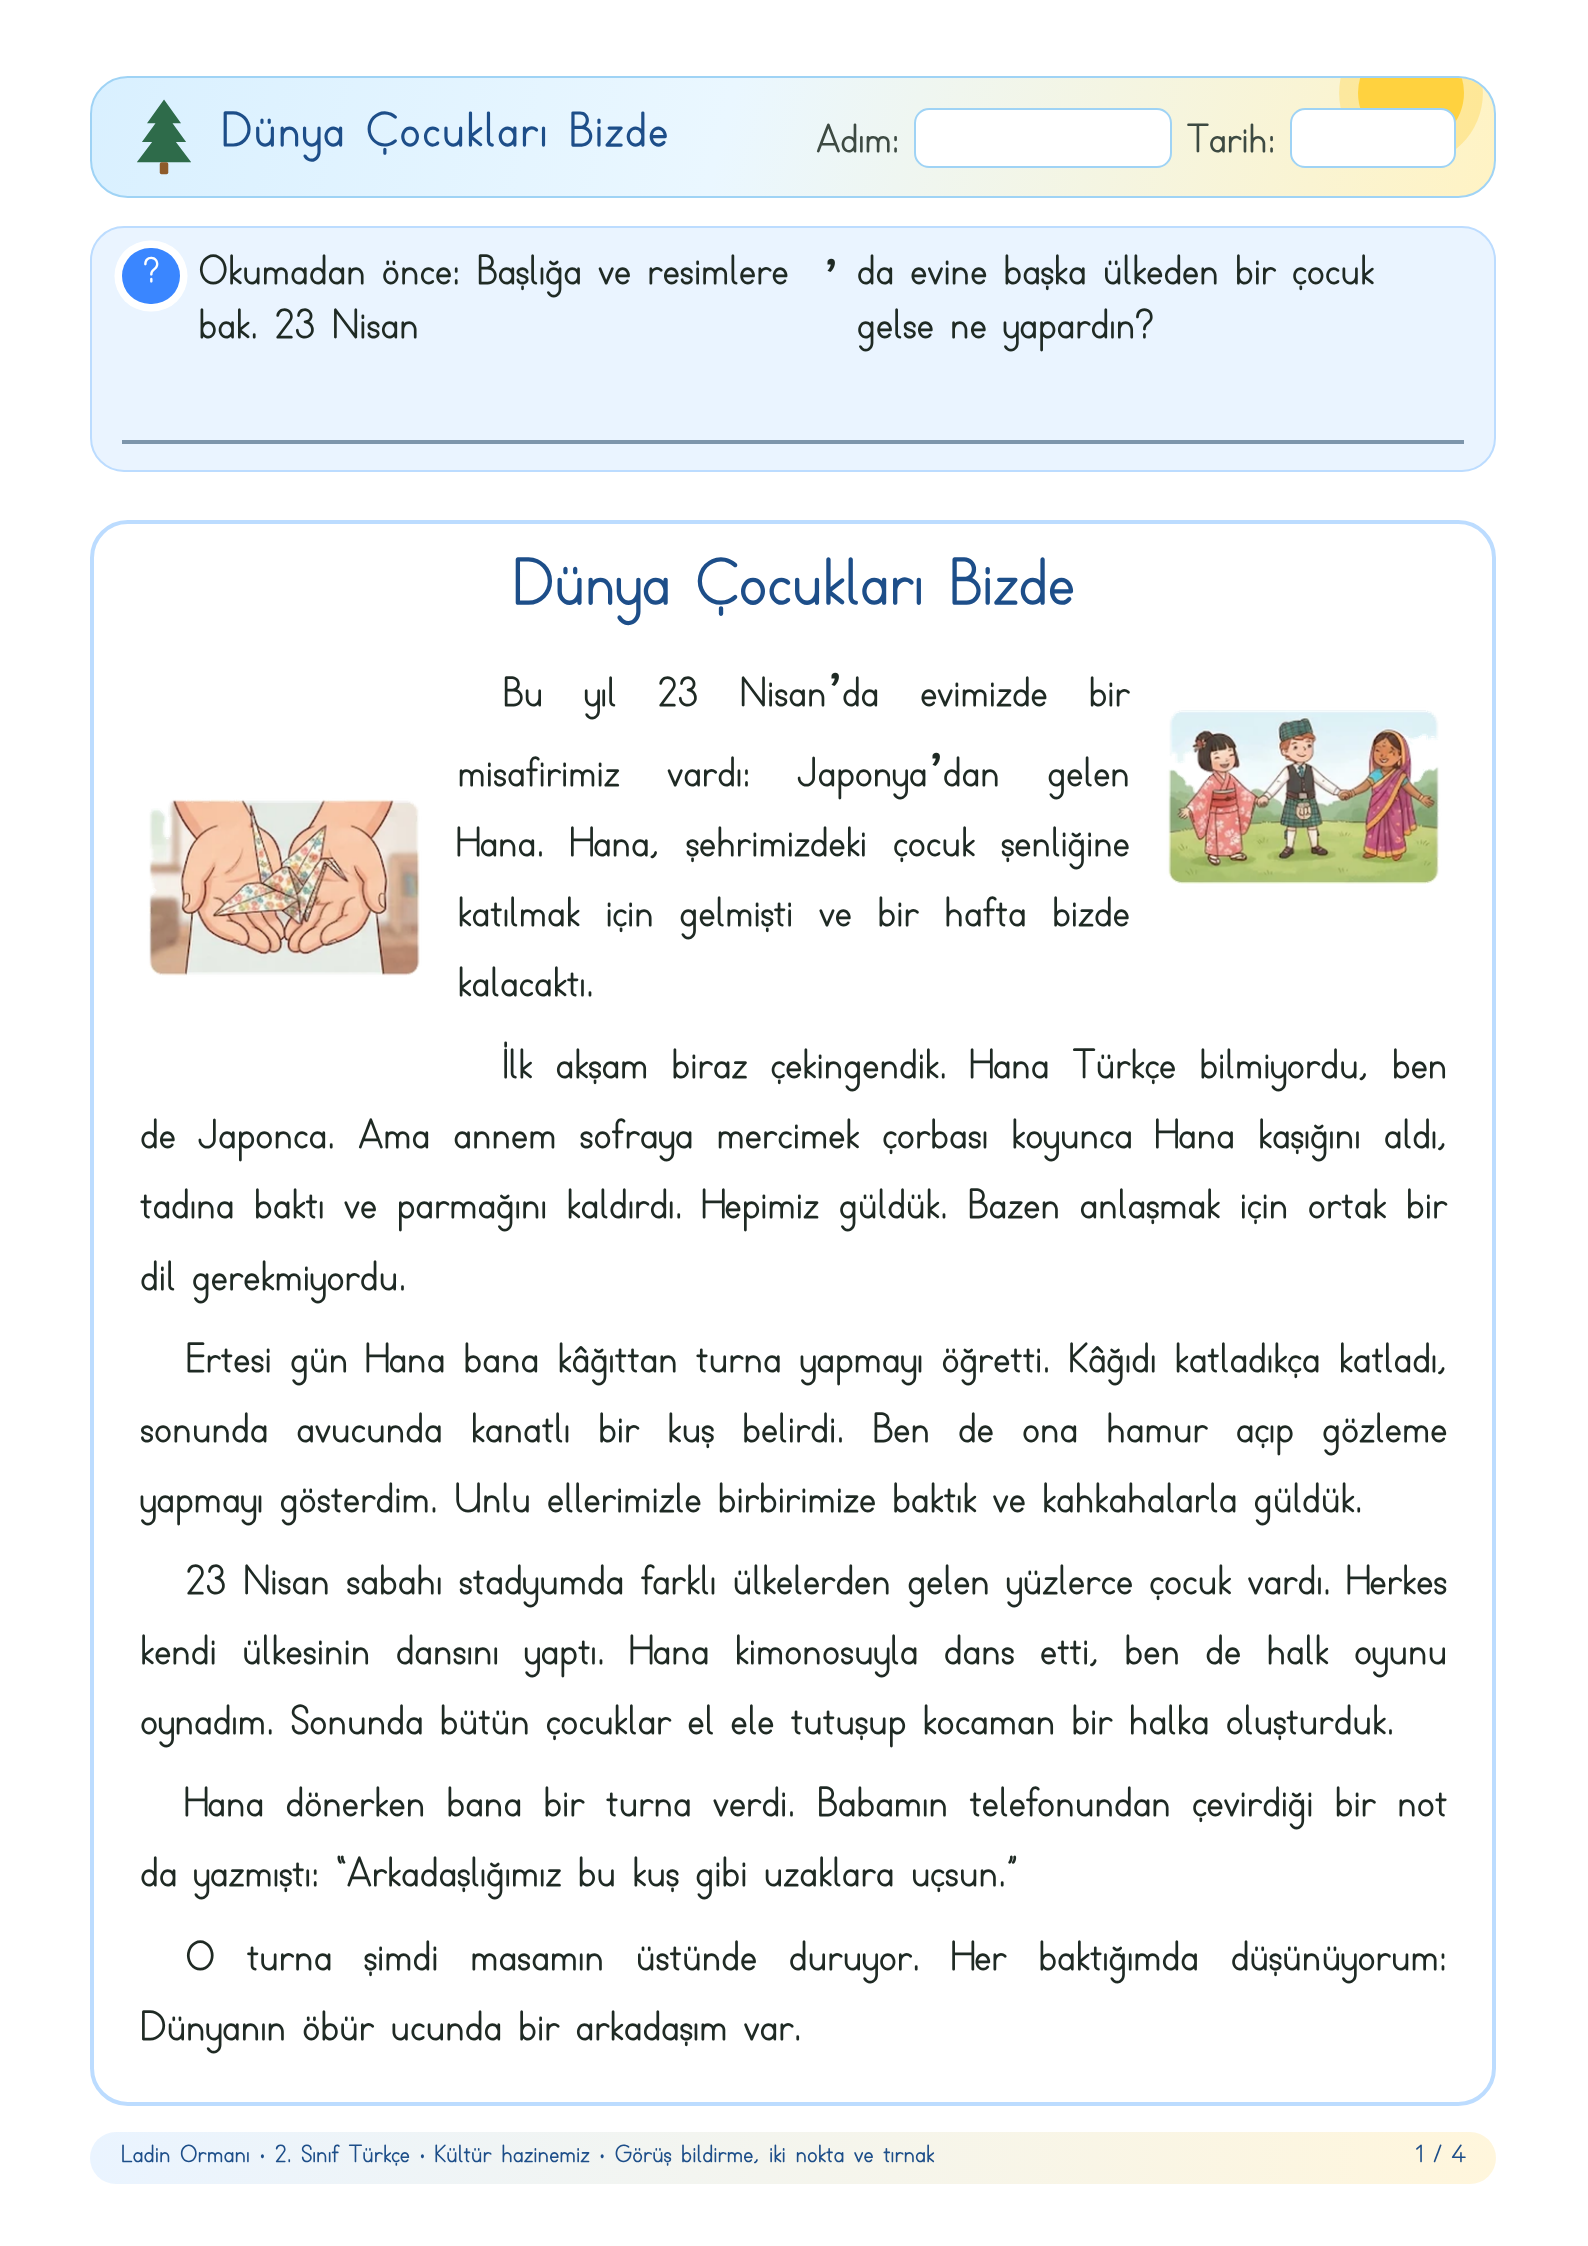 Dünya Çocukları Bizde
Adım:
Tarih:
?
Okumadan önce: Başlığa ve resimlere bak. 23 Nisan
’
da evine başka ülkeden bir çocuk
gelse ne yapardın?
Dünya Çocukları Bizde
Bu yıl 23 Nisan’da evimizde bir
misafirimiz vardı: Japonya’dan gelen
Hana. Hana, şehrimizdeki çocuk şenliğine
katılmak için gelmişti ve bir hafta bizde
kalacaktı.
İlk akşam biraz çekingendik. Hana Türkçe bilmiyordu, ben
de Japonca. Ama annem sofraya mercimek çorbası koyunca Hana kaşığını aldı,
tadına baktı ve parmağını kaldırdı. Hepimiz güldük. Bazen anlaşmak için ortak bir
dil gerekmiyordu.
Ertesi gün Hana bana kâğıttan turna yapmayı öğretti. Kâğıdı katladıkça katladı,
sonunda avucunda kanatlı bir kuş belirdi. Ben de ona hamur açıp gözleme
yapmayı gösterdim. Unlu ellerimizle birbirimize baktık ve kahkahalarla güldük.
23 Nisan sabahı stadyumda farklı ülkelerden gelen yüzlerce çocuk vardı. Herkes
kendi ülkesinin dansını yaptı. Hana kimonosuyla dans etti, ben de halk oyunu
oynadım. Sonunda bütün çocuklar el ele tutuşup kocaman bir halka oluşturduk.
Hana dönerken bana bir turna verdi. Babamın telefonundan çevirdiği bir not
da yazmıştı: “Arkadaşlığımız bu kuş gibi uzaklara uçsun.”
O turna şimdi masamın üstünde duruyor. Her baktığımda düşünüyorum:
Dünyanın öbür ucunda bir arkadaşım var.
Ladin Ormanı • 2. Sınıf Türkçe • Kültür hazinemiz • Görüş bildirme, iki nokta ve tırnak
1 / 4